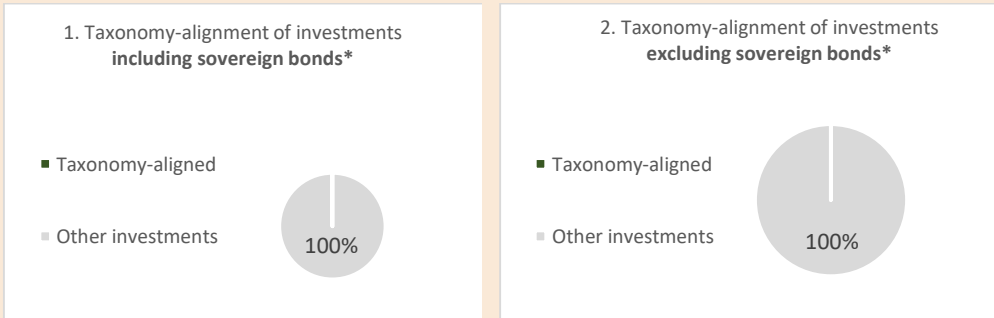 1. Taxonomy-alignment of investments
including sovereign bonds*
Taxonomy-aligned
Other investments
100%
2. Taxonomy-alignment of investments
excluding sovereign bonds*
Taxonomy-aligned
Other investments
100%